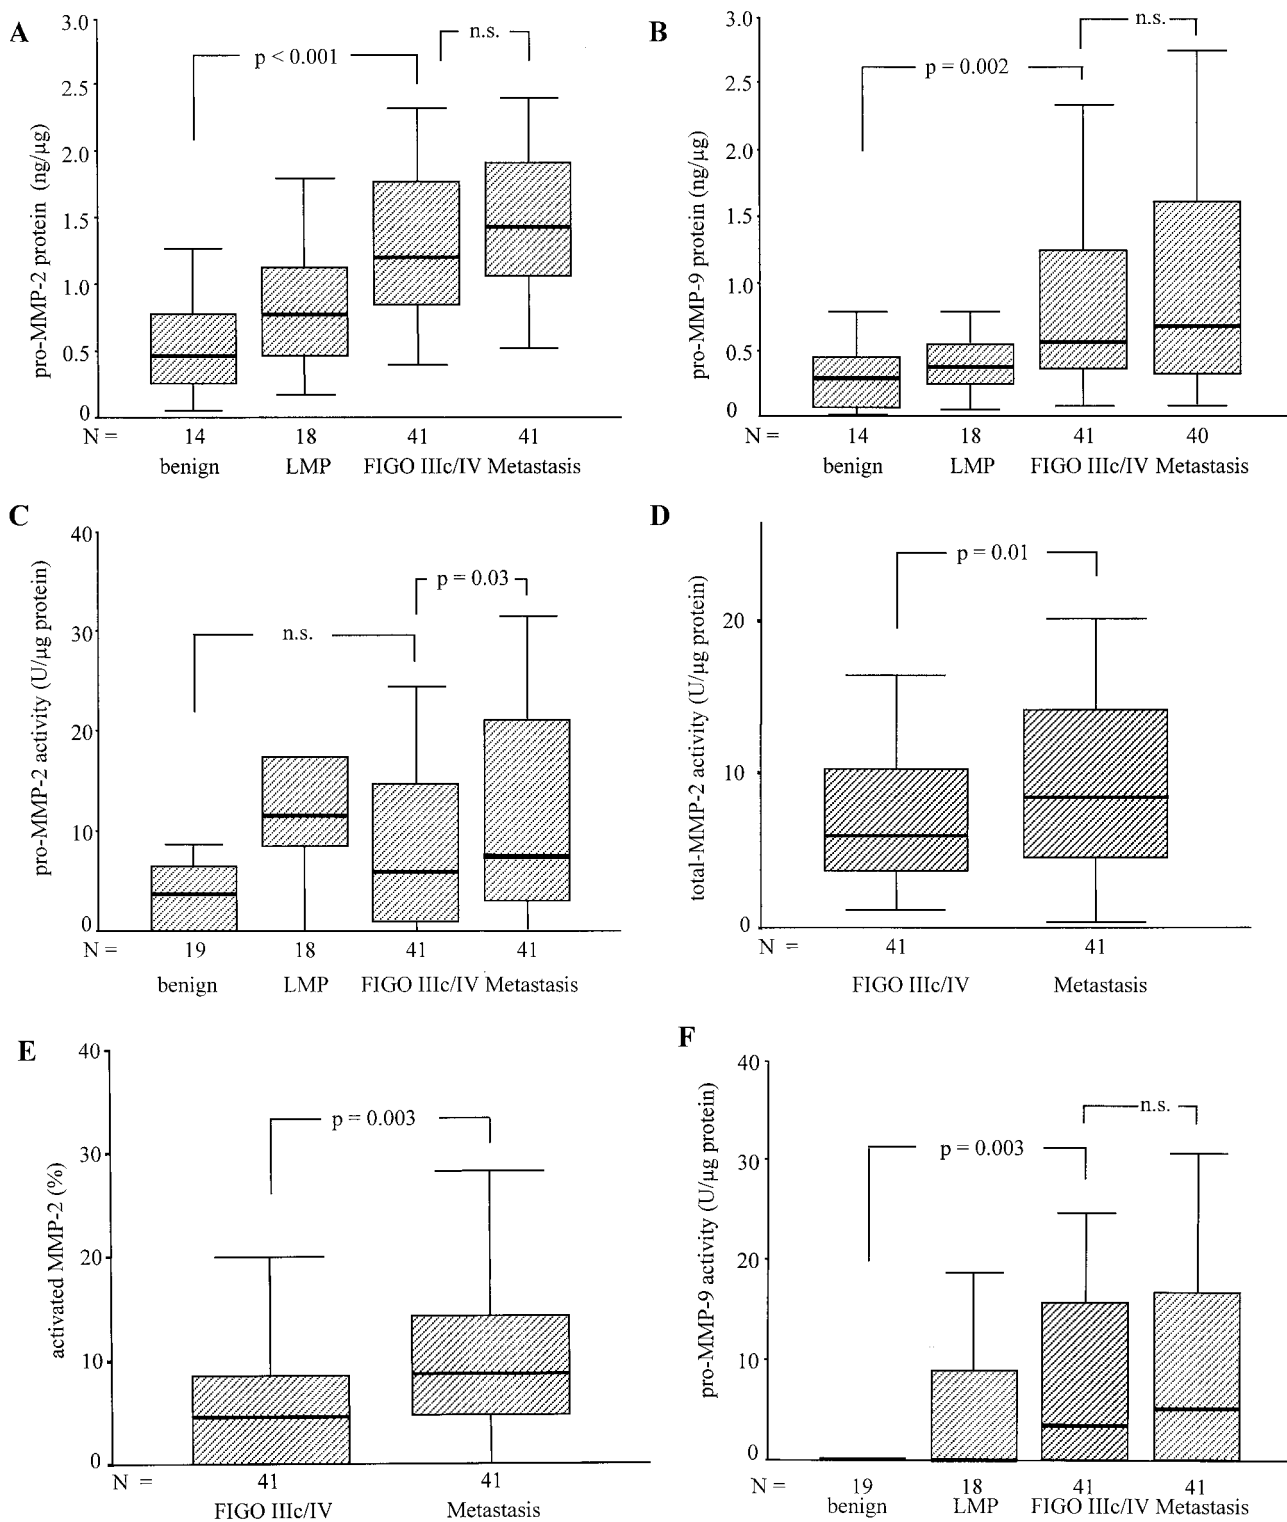 A
pro-MMP-2 protein (ng/μg)
3.0
2.5
2.0
1.5
1.0
0.5
0
p < 0.001
n.s.
N = 14 18 41 41
benign LMP FIGO IIIc/IV Metastasis
B
pro-MMP-9 protein (ng/μg)
3.0
2.5
2.0
1.5
1.0
0.5
0
p = 0.002
n.s.
N = 14 18 41 40
benign LMP FIGO IIIc/IV Metastasis
C
pro-MMP-2 activity (U/μg protein)
40
30
20
10
0
n.s.
p = 0.03
N = 19 18 41 41
benign LMP FIGO IIIc/IV Metastasis
D
total-MMP-2 activity (U/μg protein)
20
10
0
p = 0.01
N = 41 41
FIGO IIIc/IV Metastasis
E
activated MMP-2 (%)
40
30
20
10
0
p = 0.003
N = 41 41
FIGO IIIc/IV Metastasis
F
pro-MMP-9 activity (U/μg protein)
40
30
20
10
0
p = 0.003
n.s.
N = 19 18 41 41
benign LMP FIGO IIIc/IV Metastasis